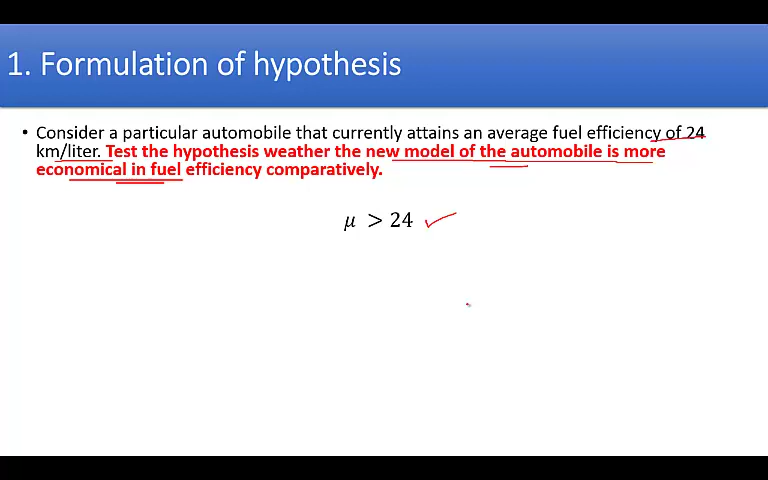 1. Formulation of hypothesis
• Consider a particular automobile that currently attains an average fuel efficiency of 24
km/liter. Test the hypothesis weather the new model of the automobile is more
economical in fuel efficiency comparatively.
μ > 24